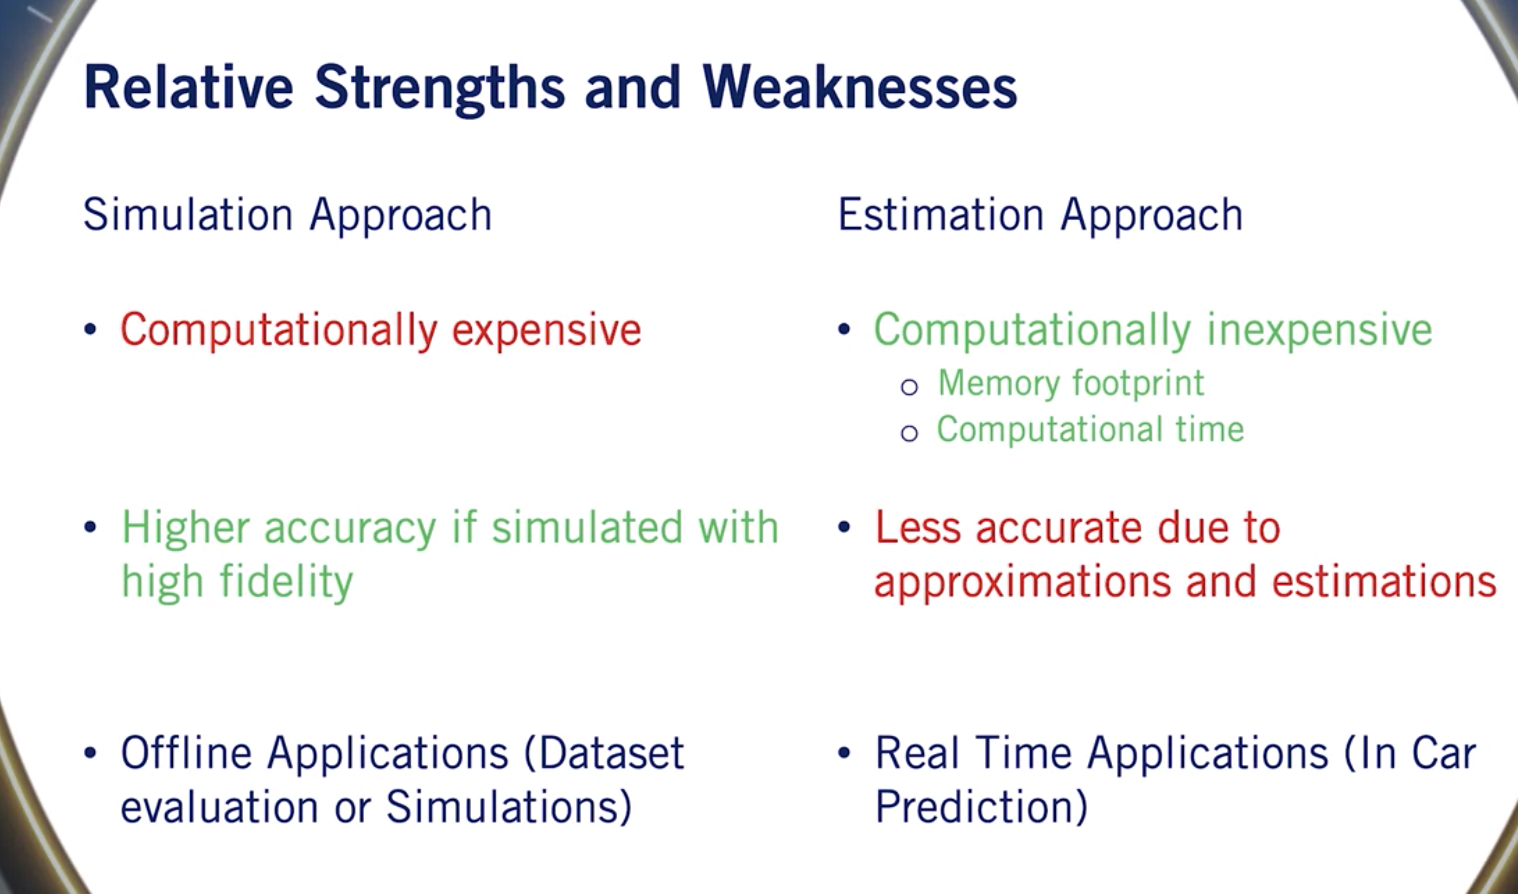 Relative Strengths and Weaknesses
Simulation Approach
• Computationally expensive
• Higher accuracy if simulated with
high fidelity
• Offline Applications (Dataset
evaluation or Simulations)
Estimation Approach
• Computationally inexpensive
o Memory footprint
o Computational time
• Less accurate due to
approximations and estimations
• Real Time Applications (In Car
Prediction)